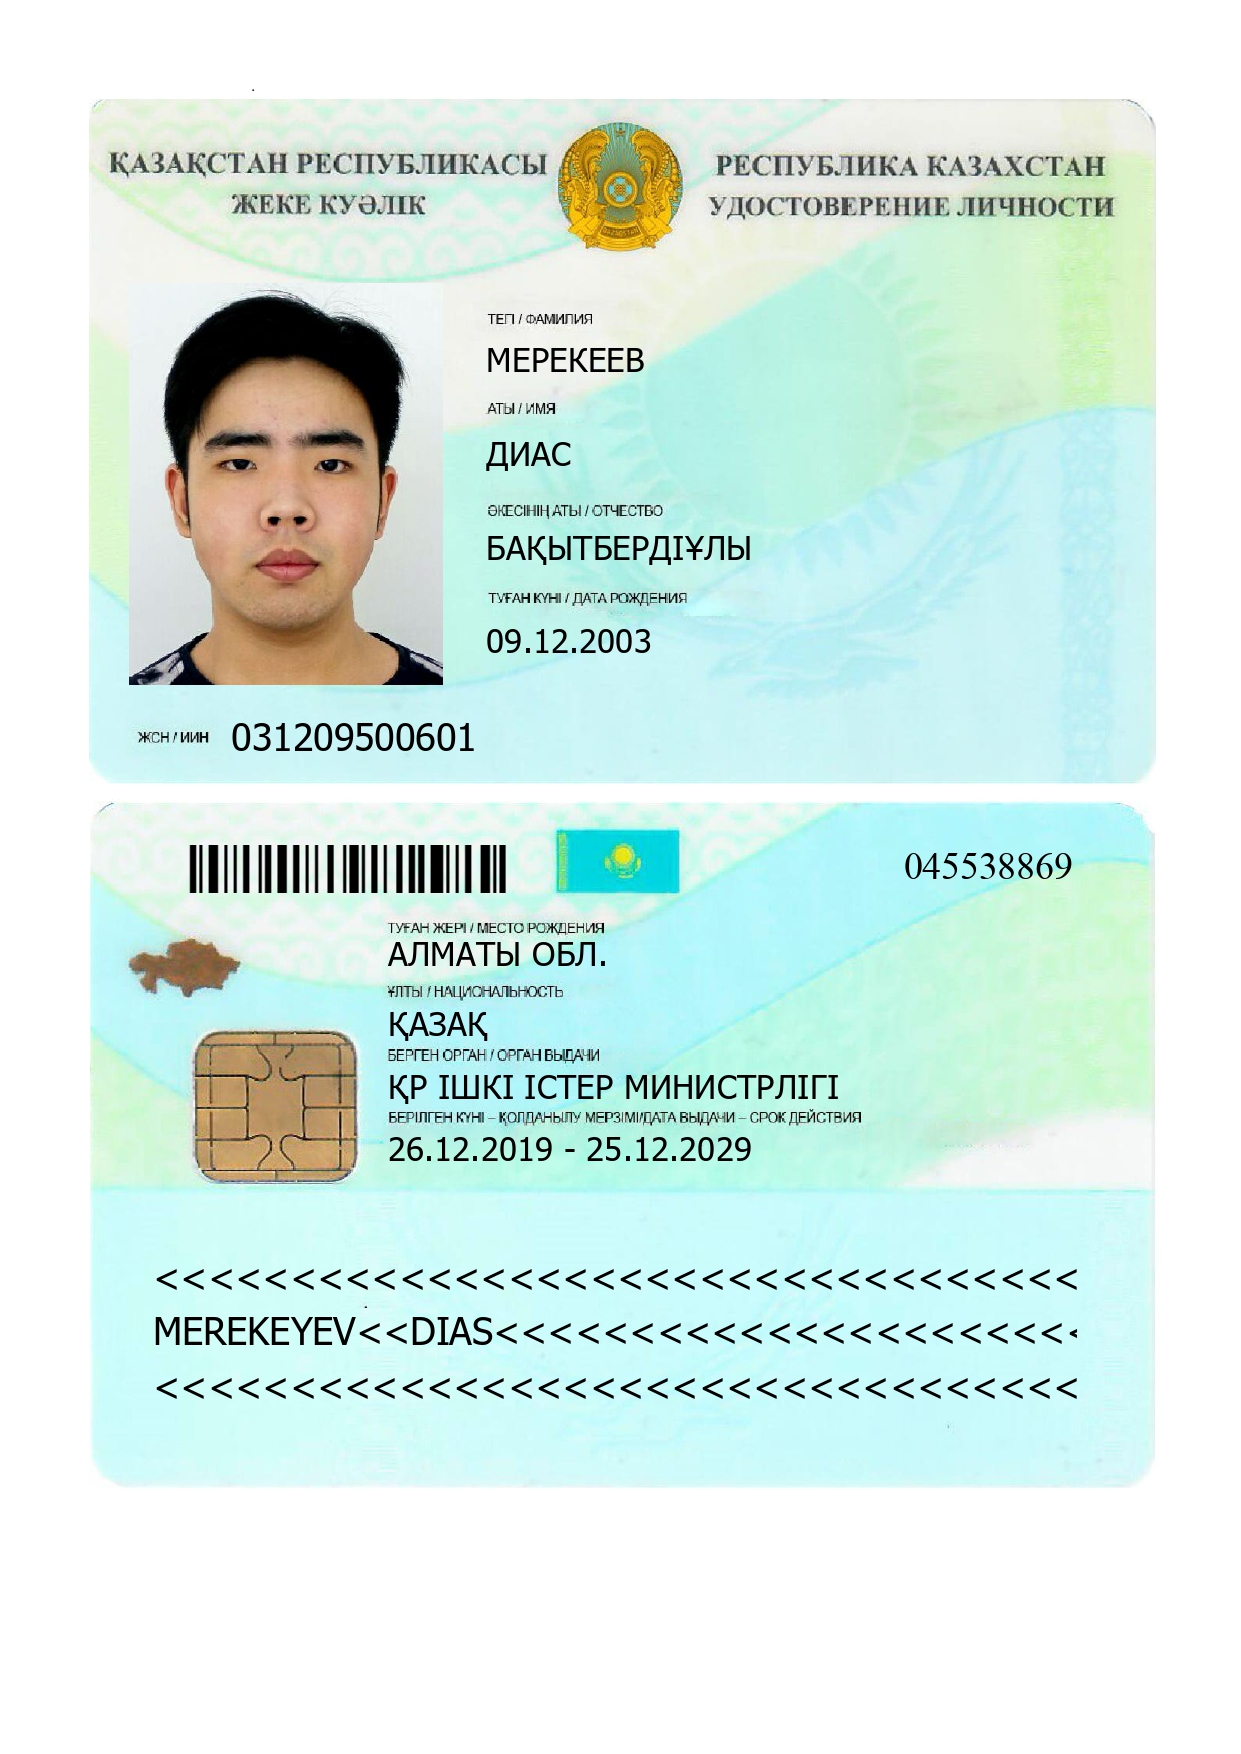 ҚАЗАҚСТАН РЕСПУБЛИКАСЫ
ЖЕКЕ КУӘЛІК
РЕСПУБЛИКА КАЗАХСТАН
УДОСТОВЕРЕНИЕ ЛИЧНОСТИ
QAZAQSTAN
ТЕГІ / ФАМИЛИЯ
МЕРЕКЕЕВ
АТЫ / ИМЯ
ДИАС
ӘКЕСІНІҢ АТЫ / ОТЧЕСТВО
БАҚЫТБЕРДІҰЛЫ
ТУҒАН КҮНІ / ДАТА РОЖДЕНИЯ
09.12.2003
ЖСН / ИИН 031209500601
045538869
ТУҒАН ЖЕРІ / МЕСТО РОЖДЕНИЯ
АЛМАТЫ ОБЛ.
ҰЛТЫ / НАЦИОНАЛЬНОСТЬ
ҚАЗАҚ
БЕРГЕН ОРГАН / ОРГАН ВЫДАЧИ
ҚР ІШКІ ІСТЕР МИНИСТРЛІГІ
БЕРІЛГЕН КҮНІ – ҚОЛДАНЫЛУ МЕРЗІМІ/ДАТА ВЫДАЧИ – СРОК ДЕЙСТВИЯ
26.12.2019 - 25.12.2029
<<<<<<<<<<<<<<<<<<<<<<<<<<<<<<<<<<
MEREKEYEV<<DIAS<<<<<<<<<<<<<<<<<<<<<<
<<<<<<<<<<<<<<<<<<<<<<<<<<<<<<<<<<